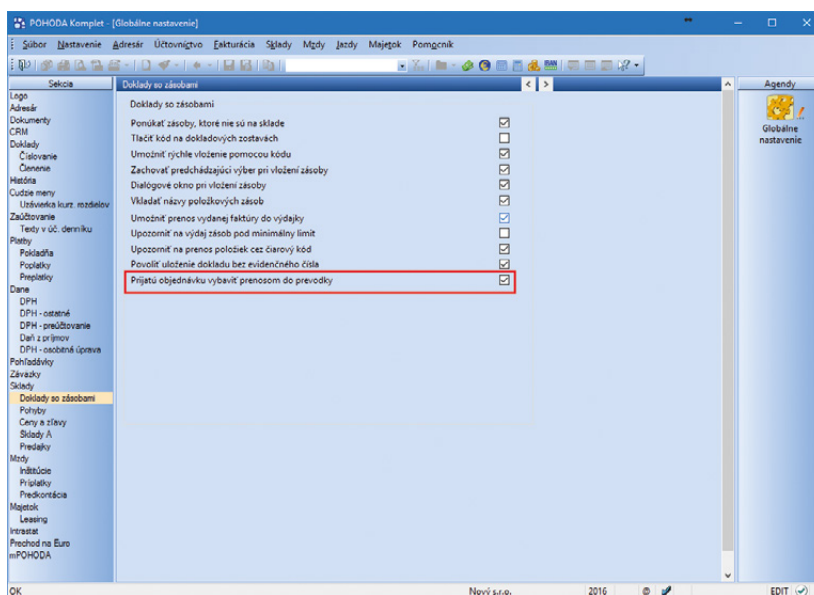 POHODA Komplet - [Globálne nastavenie]
Súbor Nastavenie Adresár Účtovníctvo Fakturácia Sklady Mzdy Jazdy Majetok Pomocník
Sekcia
Logo
Adresár
Dokumenty
CRM
Doklady
Číslovanie
Členenie
História
Cudzie meny
Uzávierka kurz. rozdielov
Zaúčtovanie
Texty v úč. denníku
Platby
Pokladňa
Poplatky
Preplatky
Dane
DPH
DPH - ostatné
DPH - preúčtovanie
Daň z príjmov
DPH - osobitná úprava
Pohľadávky
Záväzky
Sklady
Doklady so zásobami
Pohyby
Ceny a zľavy
Sklady A
Predajky
Mzdy
Inštitúcie
Príplatky
Predkontácia
Majetok
Leasing
Intrastat
Prechod na Euro
mPOHODA
Doklady so zásobami
Doklady so zásobami
Ponúkať zásoby, ktoré nie sú na sklade
Tlačiť kód na dokladových zostavách
Umožniť rýchle vloženie pomocou kódu
Zachovať predchádzajúci výber pri vložení zásoby
Dialógové okno pri vložení zásoby
Vkladať názvy položkových zásob
Umožniť prenos vydanej faktúry do výdajky
Upozorniť na výdaj zásob pod minimálny limit
Upozorniť na prenos položiek cez čiarový kód
Povoliť uloženie dokladu bez evidenčného čísla
Prijatú objednávku vybaviť prenosom do prevodky
Agendy
Globálne
nastavenie
OK Nový s.r.o. 2016 @ EDIT